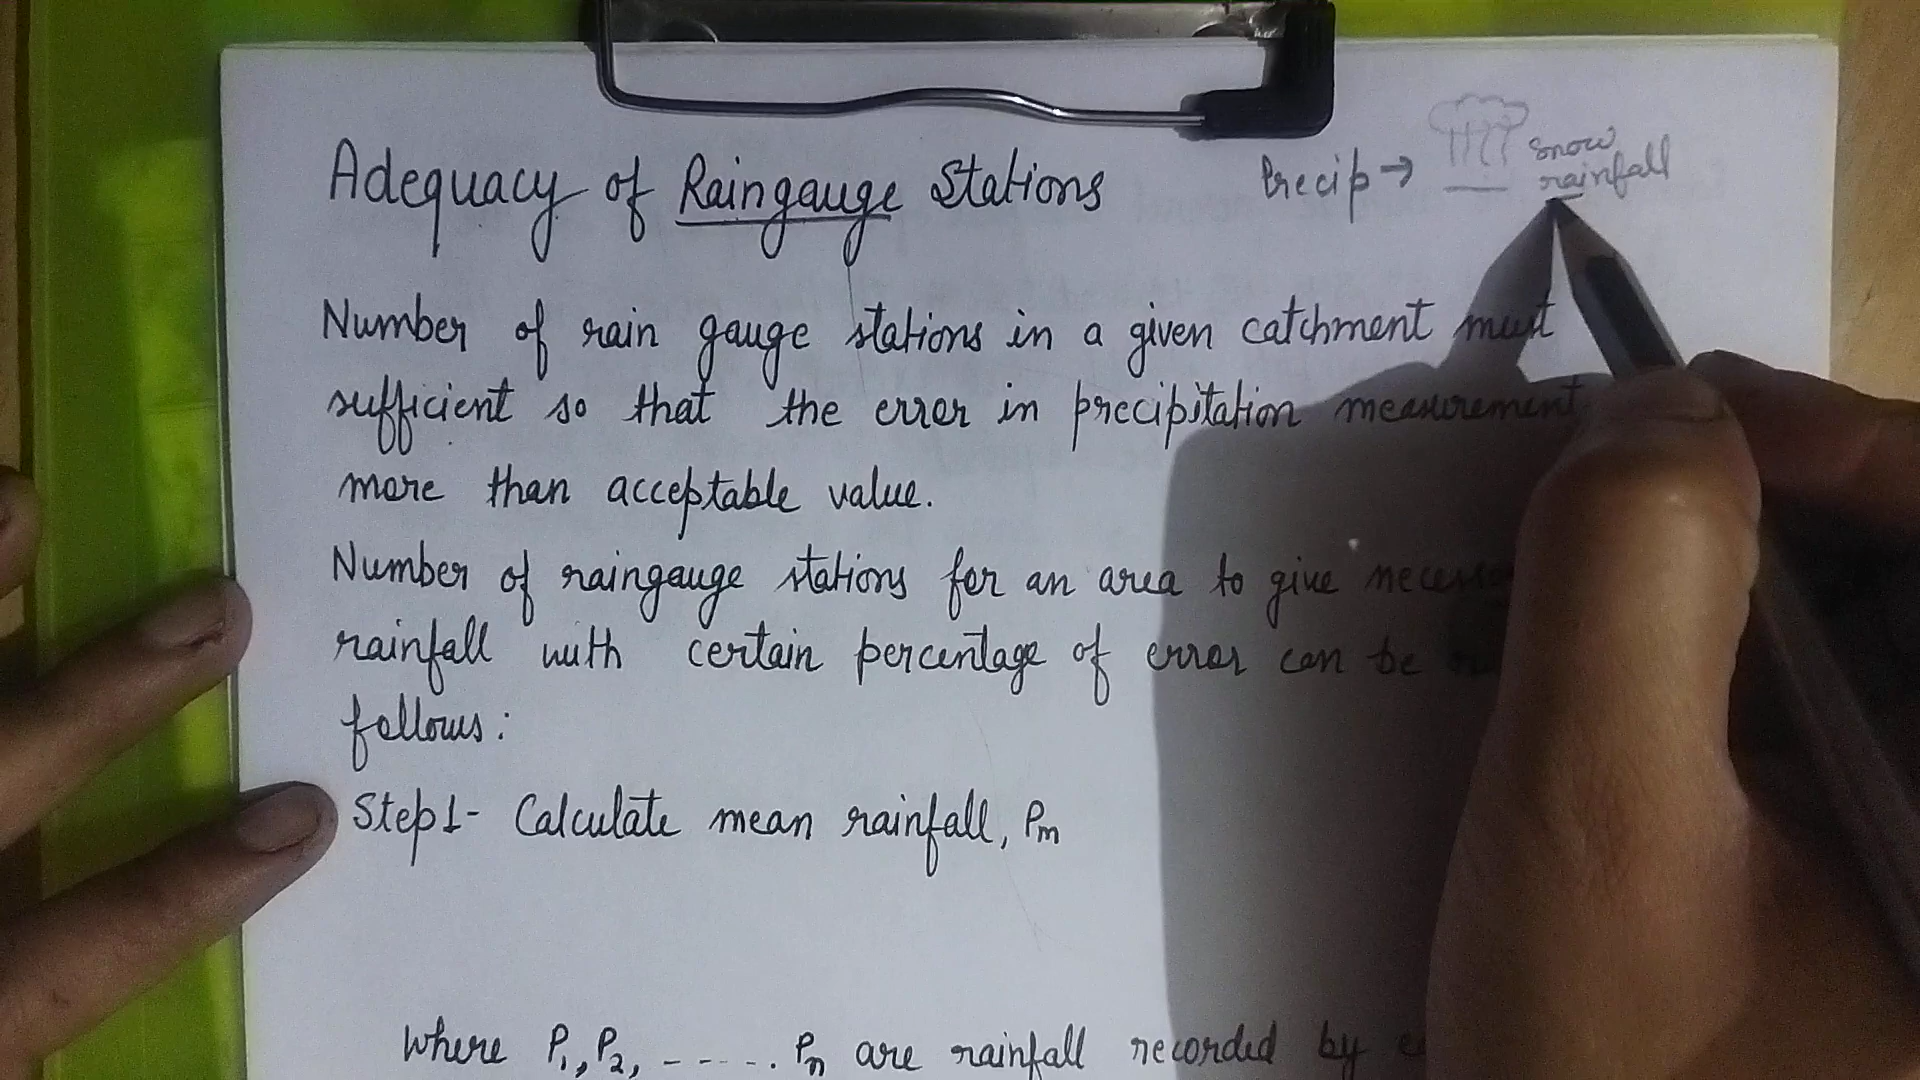 Adequacy of Raingauge Stations
Precip → snow
rainfall
Number of rain gauge stations in a given catchment must
sufficient so that the error in precipitation measurement
more than acceptable value.
Number of raingauge stations for an area to give
rainfall with certain percentage of error can be
follows:
Step1- Calculate mean rainfall, Pm
Where P1, P2, ------. Pn are rainfall recorded by